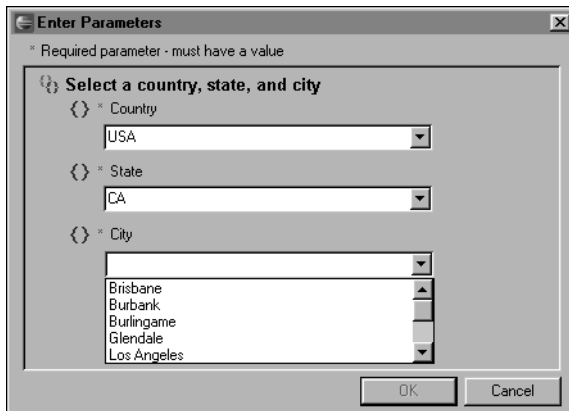 Enter Parameters
* Required parameter - must have a value
Select a country, state, and city
{} * Country
USA
{} * State
CA
{} * City
Brisbane
Burbank
Burlingame
Glendale
Los Angeles
OK Cancel